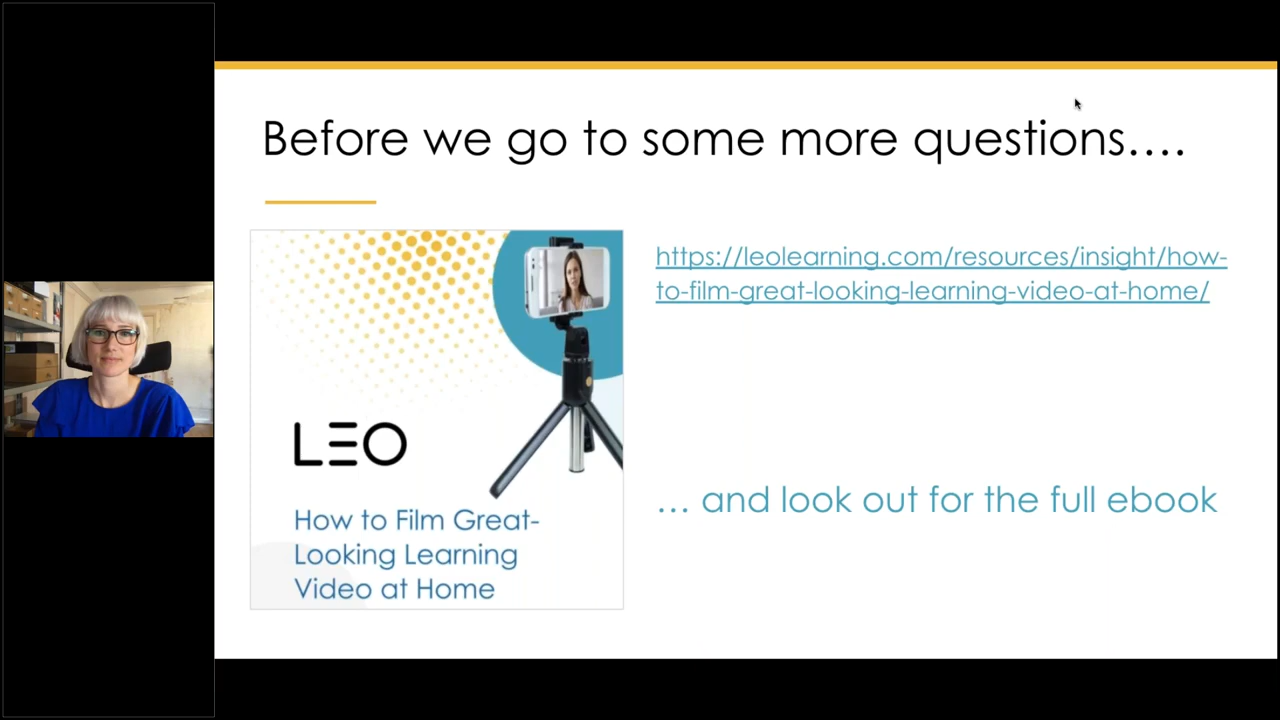 Before we go to some more questions....
https://leolearning.com/resources/insight/how-
to-film-great-looking-learning-video-at-home/
LEO
How to Film Great-
Looking Learning
Video at Home
... and look out for the full ebook